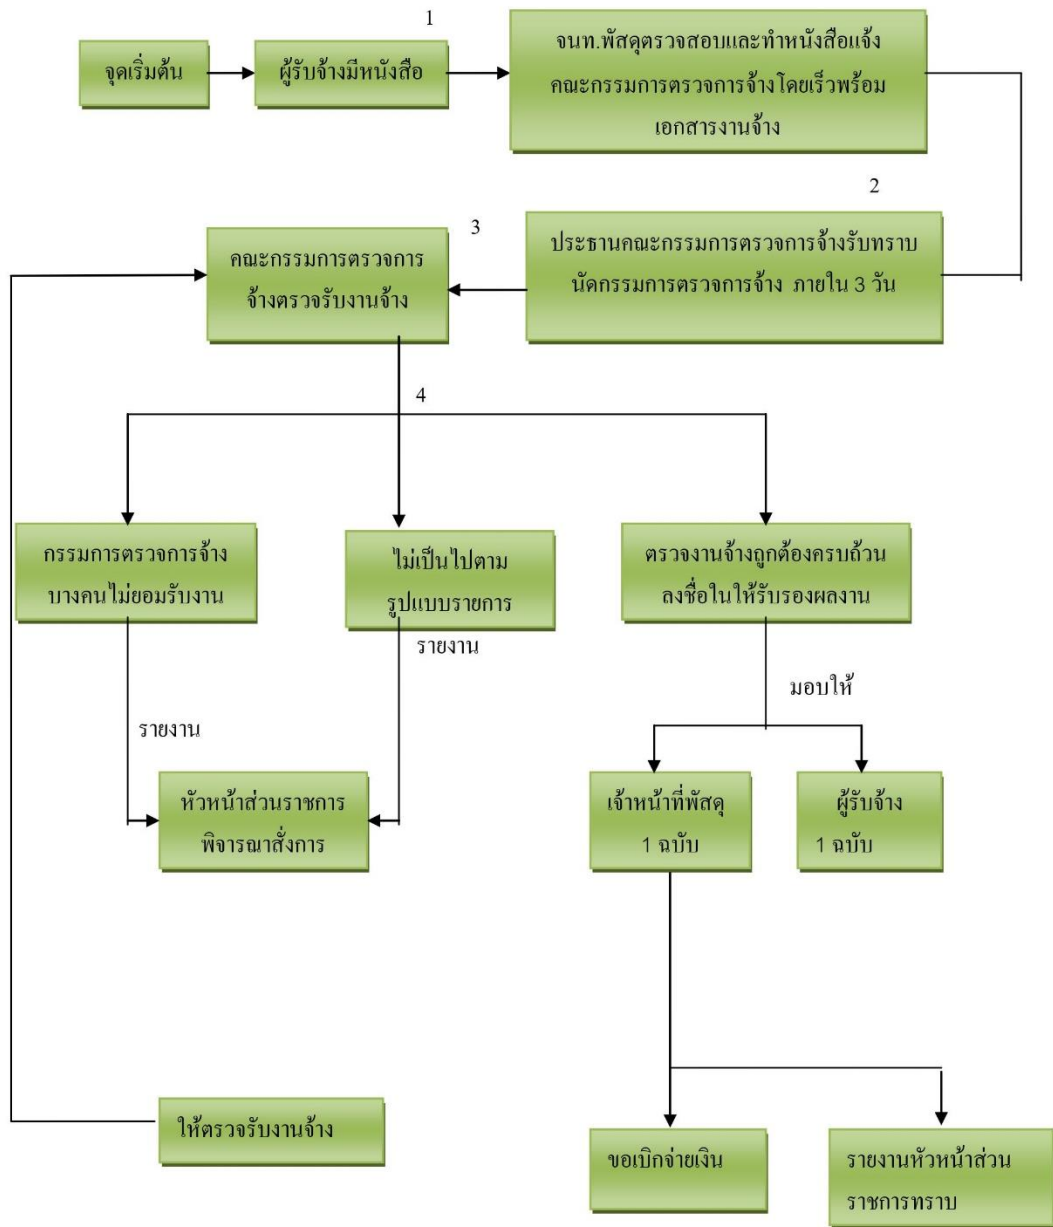 1
จุดเริ่มต้น
ผู้รับจ้างมีหนังสือ
จนท.พัสดุตรวจสอบและทำหนังสือแจ้ง
คณะกรรมการตรวจการจ้างโดยเร็วพร้อม
เอกสารงานจ้าง
2
ประธานคณะกรรมการตรวจการจ้างรับทราบ
นัดกรรมการตรวจการจ้าง ภายใน 3 วัน
3
คณะกรรมการตรวจการ
จ้างตรวจรับงานจ้าง
4
กรรมการตรวจการจ้าง
บางคนไม่ยอมรับงาน
ไม่เป็นไปตาม
รูปแบบรายการ
ตรวจงานจ้างถูกต้องครบถ้วน
ลงชื่อในให้รับรองผลงาน
รายงาน
รายงาน
มอบให้
หัวหน้าส่วนราชการ
พิจารณาสั่งการ
เจ้าหน้าที่พัสดุ
1 ฉบับ
ผู้รับจ้าง
1 ฉบับ
ให้ตรวจรับงานจ้าง
ขอเบิกจ่ายเงิน
รายงานหัวหน้าส่วน
ราชการทราบ